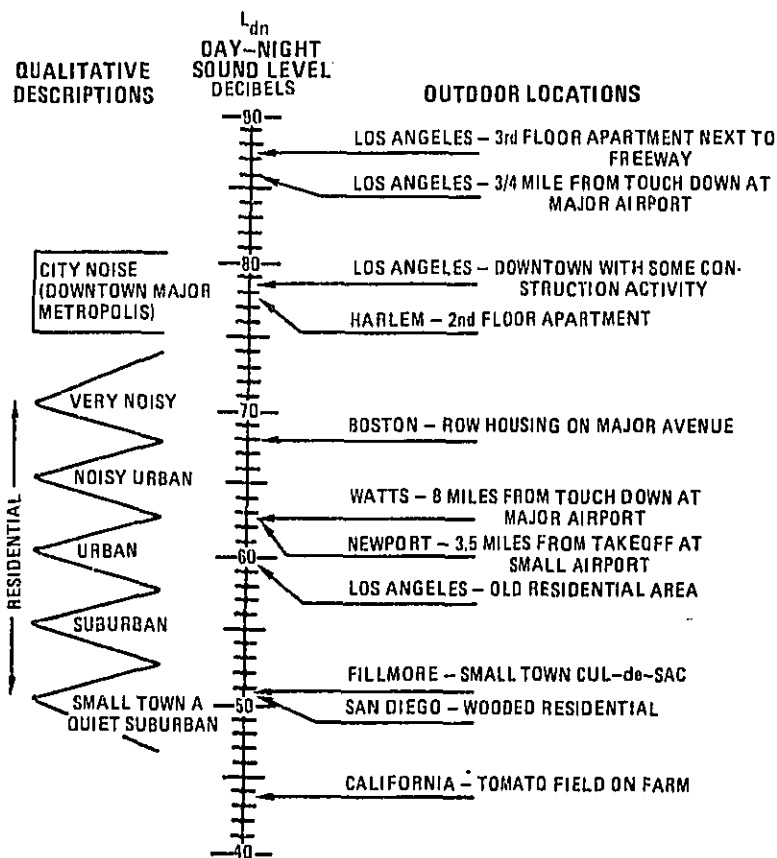 QUALITATIVE
DESCRIPTIONS
Ldn
DAY–NIGHT
SOUND LEVEL
DECIBELS
OUTDOOR LOCATIONS
90
LOS ANGELES – 3rd FLOOR APARTMENT NEXT TO
FREEWAY
LOS ANGELES – 3/4 MILE FROM TOUCH DOWN AT
MAJOR AIRPORT
80
CITY NOISE
(DOWNTOWN MAJOR
METROPOLIS)
LOS ANGELES – DOWNTOWN WITH SOME CON-
STRUCTION ACTIVITY
HARLEM – 2nd FLOOR APARTMENT
VERY NOISY
70
BOSTON – ROW HOUSING ON MAJOR AVENUE
NOISY URBAN
WATTS – 8 MILES FROM TOUCH DOWN AT
MAJOR AIRPORT
NEWPORT – 3.5 MILES FROM TAKEOFF AT
SMALL AIRPORT
URBAN
60
LOS ANGELES – OLD RESIDENTIAL AREA
RESIDENTIAL
SUBURBAN
FILLMORE – SMALL TOWN CUL–de–SAC
SMALL TOWN A
QUIET SUBURBAN
50
SAN DIEGO – WOODED RESIDENTIAL
CALIFORNIA – TOMATO FIELD ON FARM
40